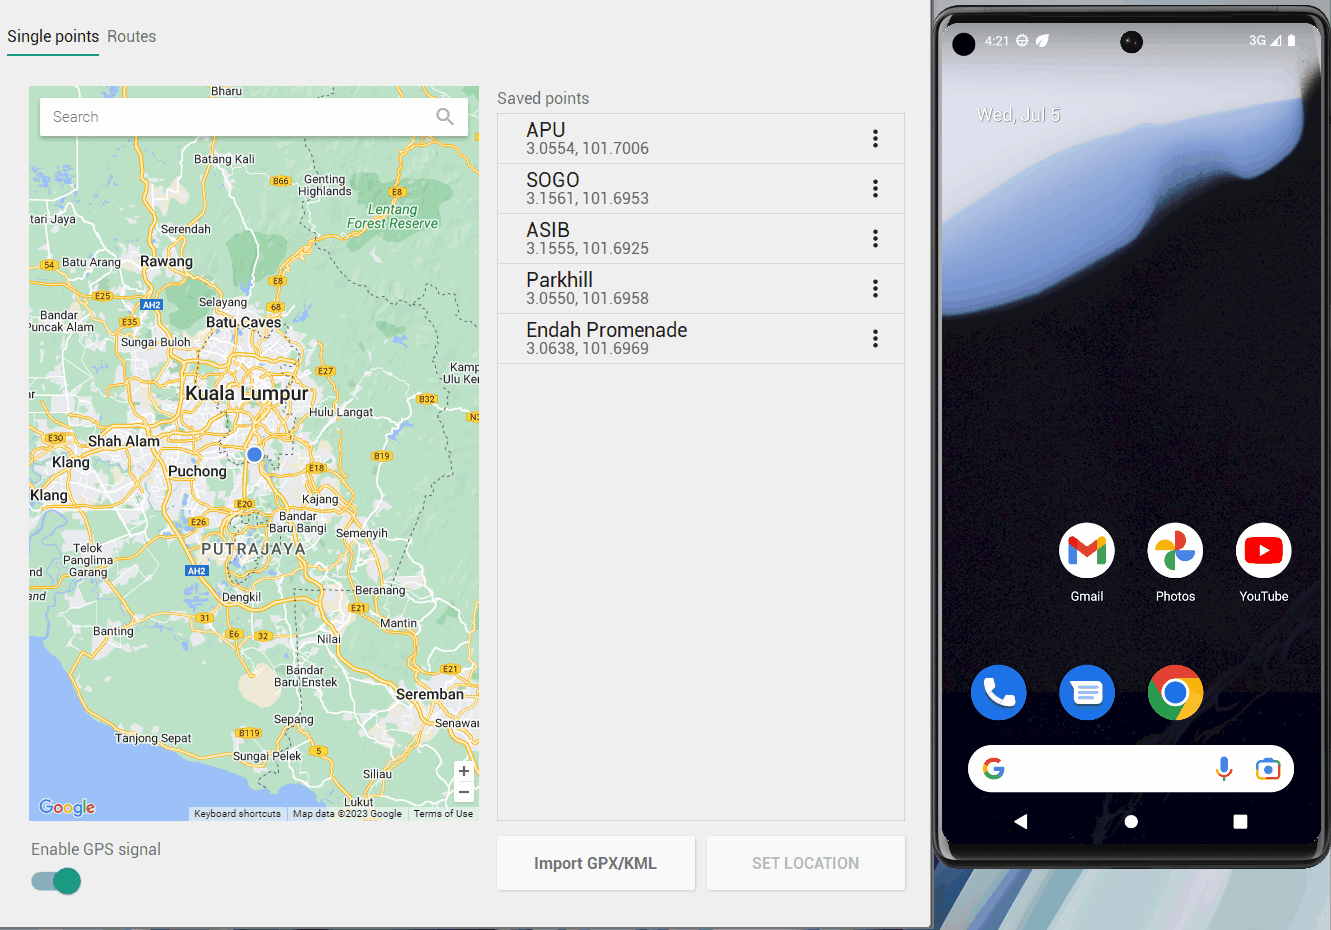 Single points Routes
Search
Bharu
Batang Kali
B66
Genting
Highlands
E8
Lentang
Forest Reserve
tari Jaya
Serendah
54
Batu Arang
Rawang
E8
E25
AH2
Selayang
68
Bandar
Puncak Alam
E35
Batu Caves
Sungai Buloh
E27
Kamp
Ulu Ke
Kuala Lumpur
B32
Hulu Langat
N3
E30
Shah Alam
B19
Klang
Puchong
E18
Klang
Kajang
E20
E26
Bandar
Baru Bangi
Semenyih
Telok
Panglima
Garang
PUTRAJAYA
AH2
nd
and
Dengkil
Beranang
31
E21
Banting
E6
32
Mantin
Nilai
Bandar
Baru Enstek
E21
Seremban
Sepang
Senawa
Tanjong Sepat
B119
Sungai Pelek
5
Siliau
Lukut
+
−
Google
Keyboard shortcuts
Map data ©2023 Google
Terms of Use
Enable GPS signal
Saved points
APU
3.0554, 101.7006
SOGO
3.1561, 101.6953
ASIB
3.1555, 101.6925
Parkhill
3.0550, 101.6958
Endah Promenade
3.0638, 101.6969
Import GPX/KML
SET LOCATION
4:21
3G
Wed, Jul 5
Gmail
Photos
YouTube